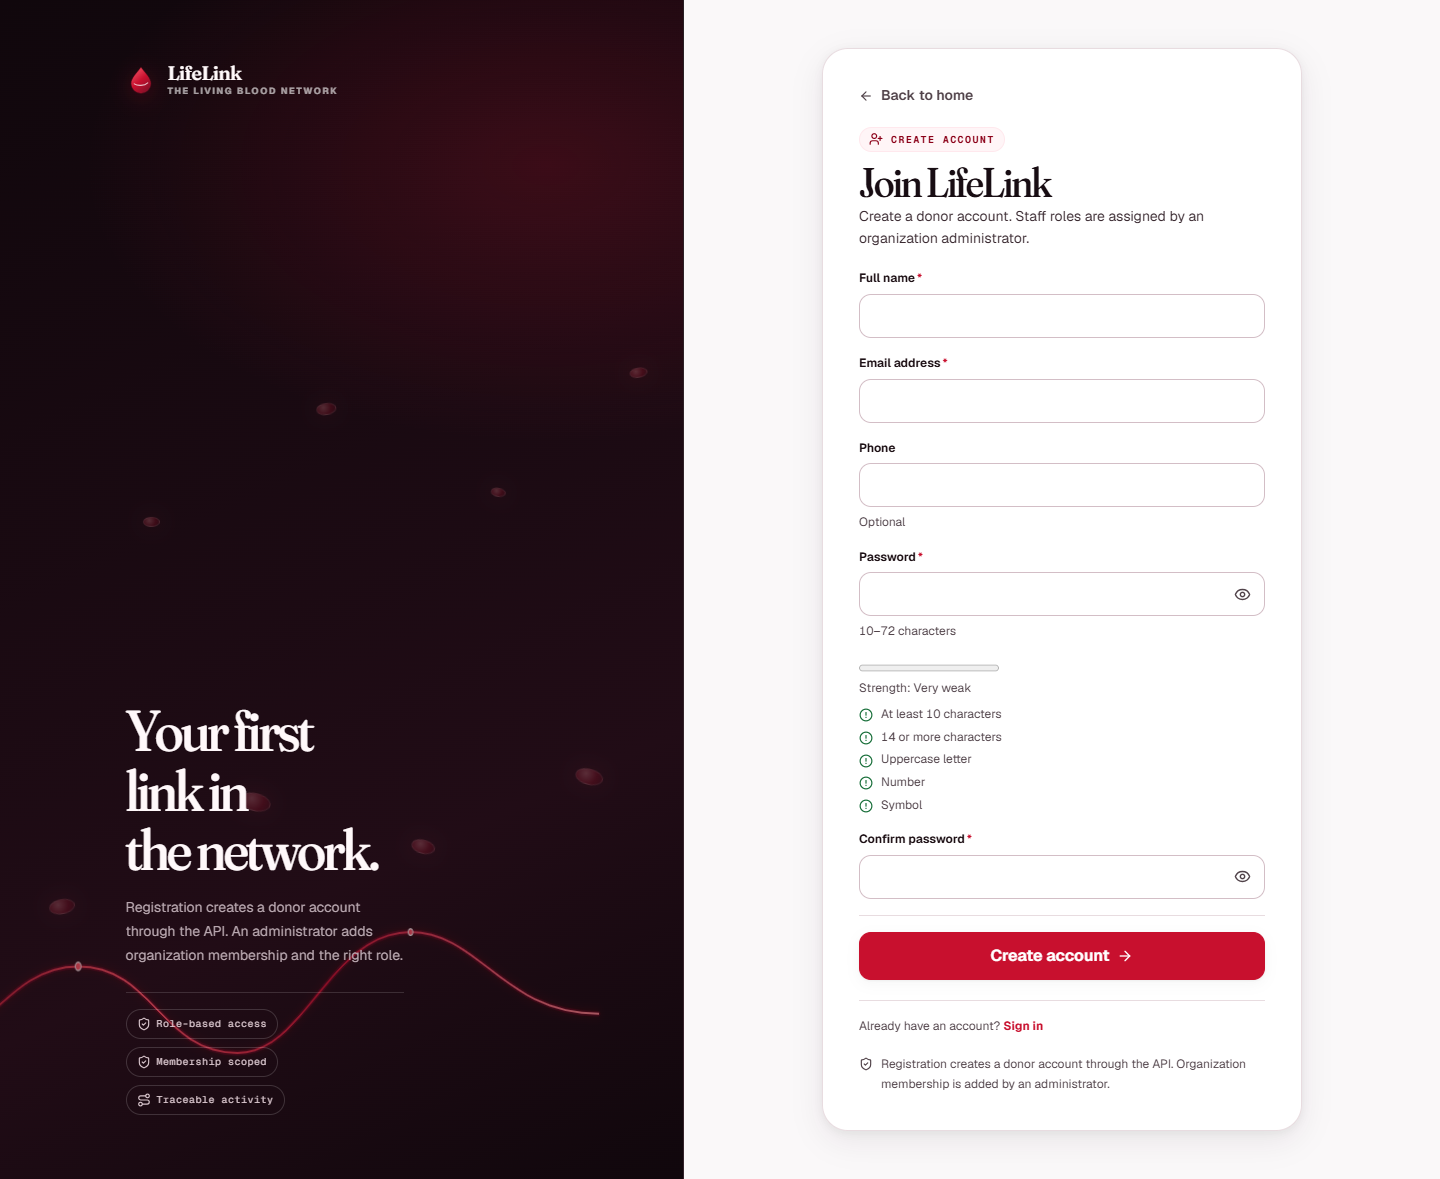 LifeLink
THE LIVING BLOOD NETWORK
Your first
link in
the network.
Registration creates a donor account
through the API. An administrator adds
organization membership and the right role.
Role-based access
Membership scoped
Traceable activity
Back to home
CREATE ACCOUNT
Join LifeLink
Create a donor account. Staff roles are assigned by an
organization administrator.
Full name *
Email address *
Phone
Optional
Password *
10–72 characters
Strength: Very weak
At least 10 characters
14 or more characters
Uppercase letter
Number
Symbol
Confirm password *
Create account
Already have an account? Sign in
Registration creates a donor account through the API. Organization
membership is added by an administrator.